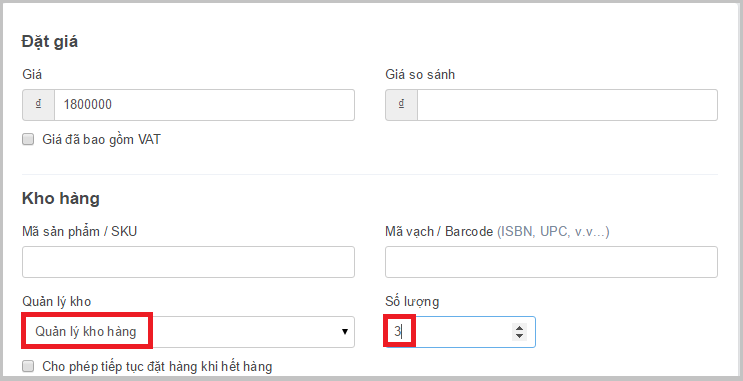 Đặt giá
Giá Giá so sánh
₫ 1800000 ₫
Giá đã bao gồm VAT
Kho hàng
Mã sản phẩm / SKU Mã vạch / Barcode (ISBN, UPC, v.v...)
Quản lý kho Số lượng
Quản lý kho hàng 3
Cho phép tiếp tục đặt hàng khi hết hàng